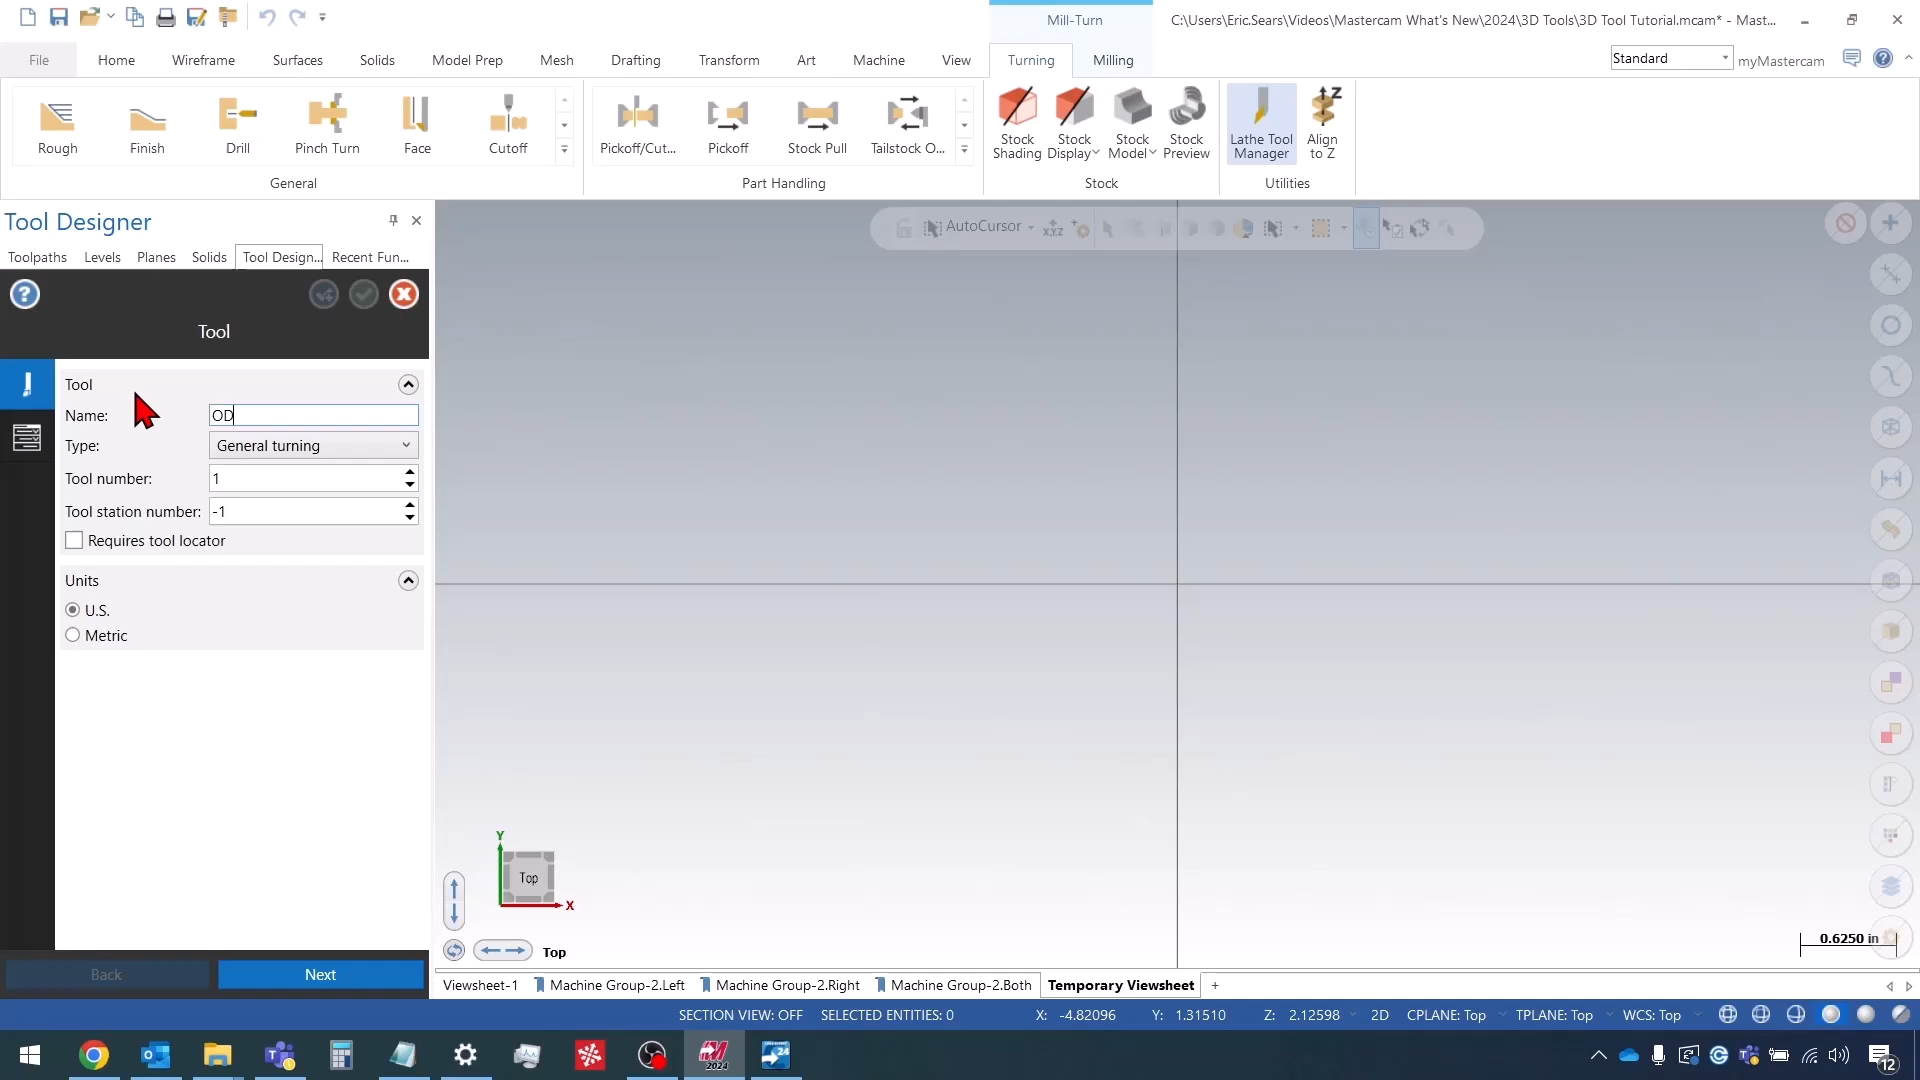 Mill-Turn
C:\Users\Eric.Sears\Videos\Mastercam What's New\2024\3D Tools\3D Tool Tutorial.mcam* - Mast...
File Home Wireframe Surfaces Solids Model Prep Mesh Drafting Transform Art Machine View Turning Milling
Standard myMastercam
Rough Finish Drill Pinch Turn Face Cutoff
Pickoff/Cut... Pickoff Stock Pull Tailstock O...
Stock Shading
Stock Display
Stock Model
Stock Preview
Lathe Tool Manager
Align to Z
General Part Handling Stock Utilities
Tool Designer
Toolpaths Levels Planes Solids Tool Design... Recent Fun...
AutoCursor
XYZ
Tool
Tool
Name: OD
Type: General turning
Tool number: 1
Tool station number: -1
Requires tool locator
Units
U.S.
Metric
Back Next
Y
Top
X
Top
0.6250 in
Viewsheet-1 Machine Group-2.Left Machine Group-2.Right Machine Group-2.Both Temporary Viewsheet +
SECTION VIEW: OFF SELECTED ENTITIES: 0 X: -4.82096 Y: 1.31510 Z: 2.12598 2D CPLANE: Top TPLANE: Top WCS: Top
2024
24
12